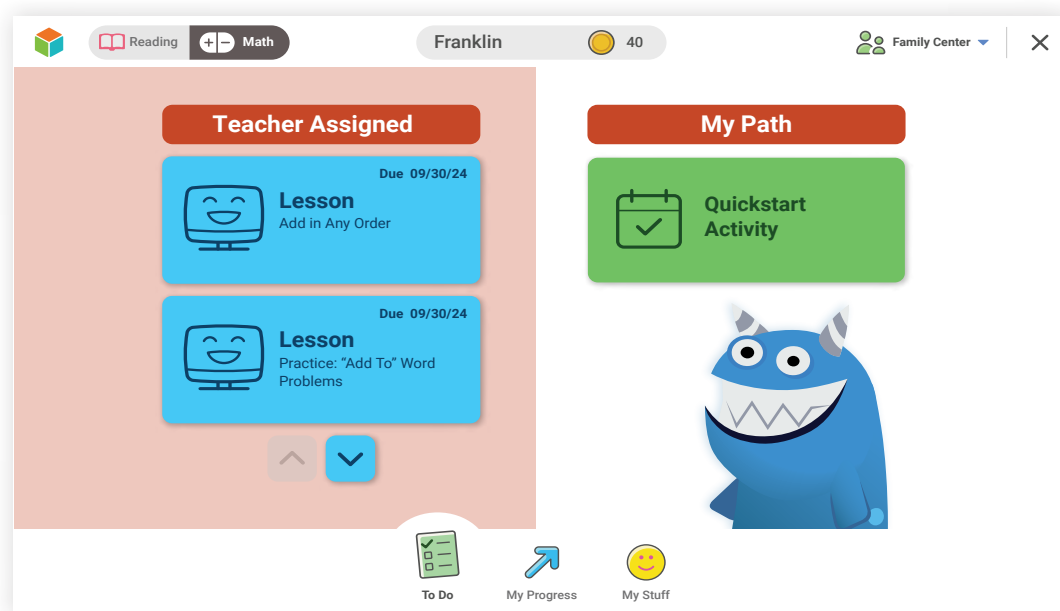 Reading
Math
Franklin
40
Family Center
Teacher Assigned
Due 09/30/24
Lesson
Add in Any Order
Due 09/30/24
Lesson
Practice: “Add To” Word
Problems
My Path
Quickstart
Activity
To Do
My Progress
My Stuff